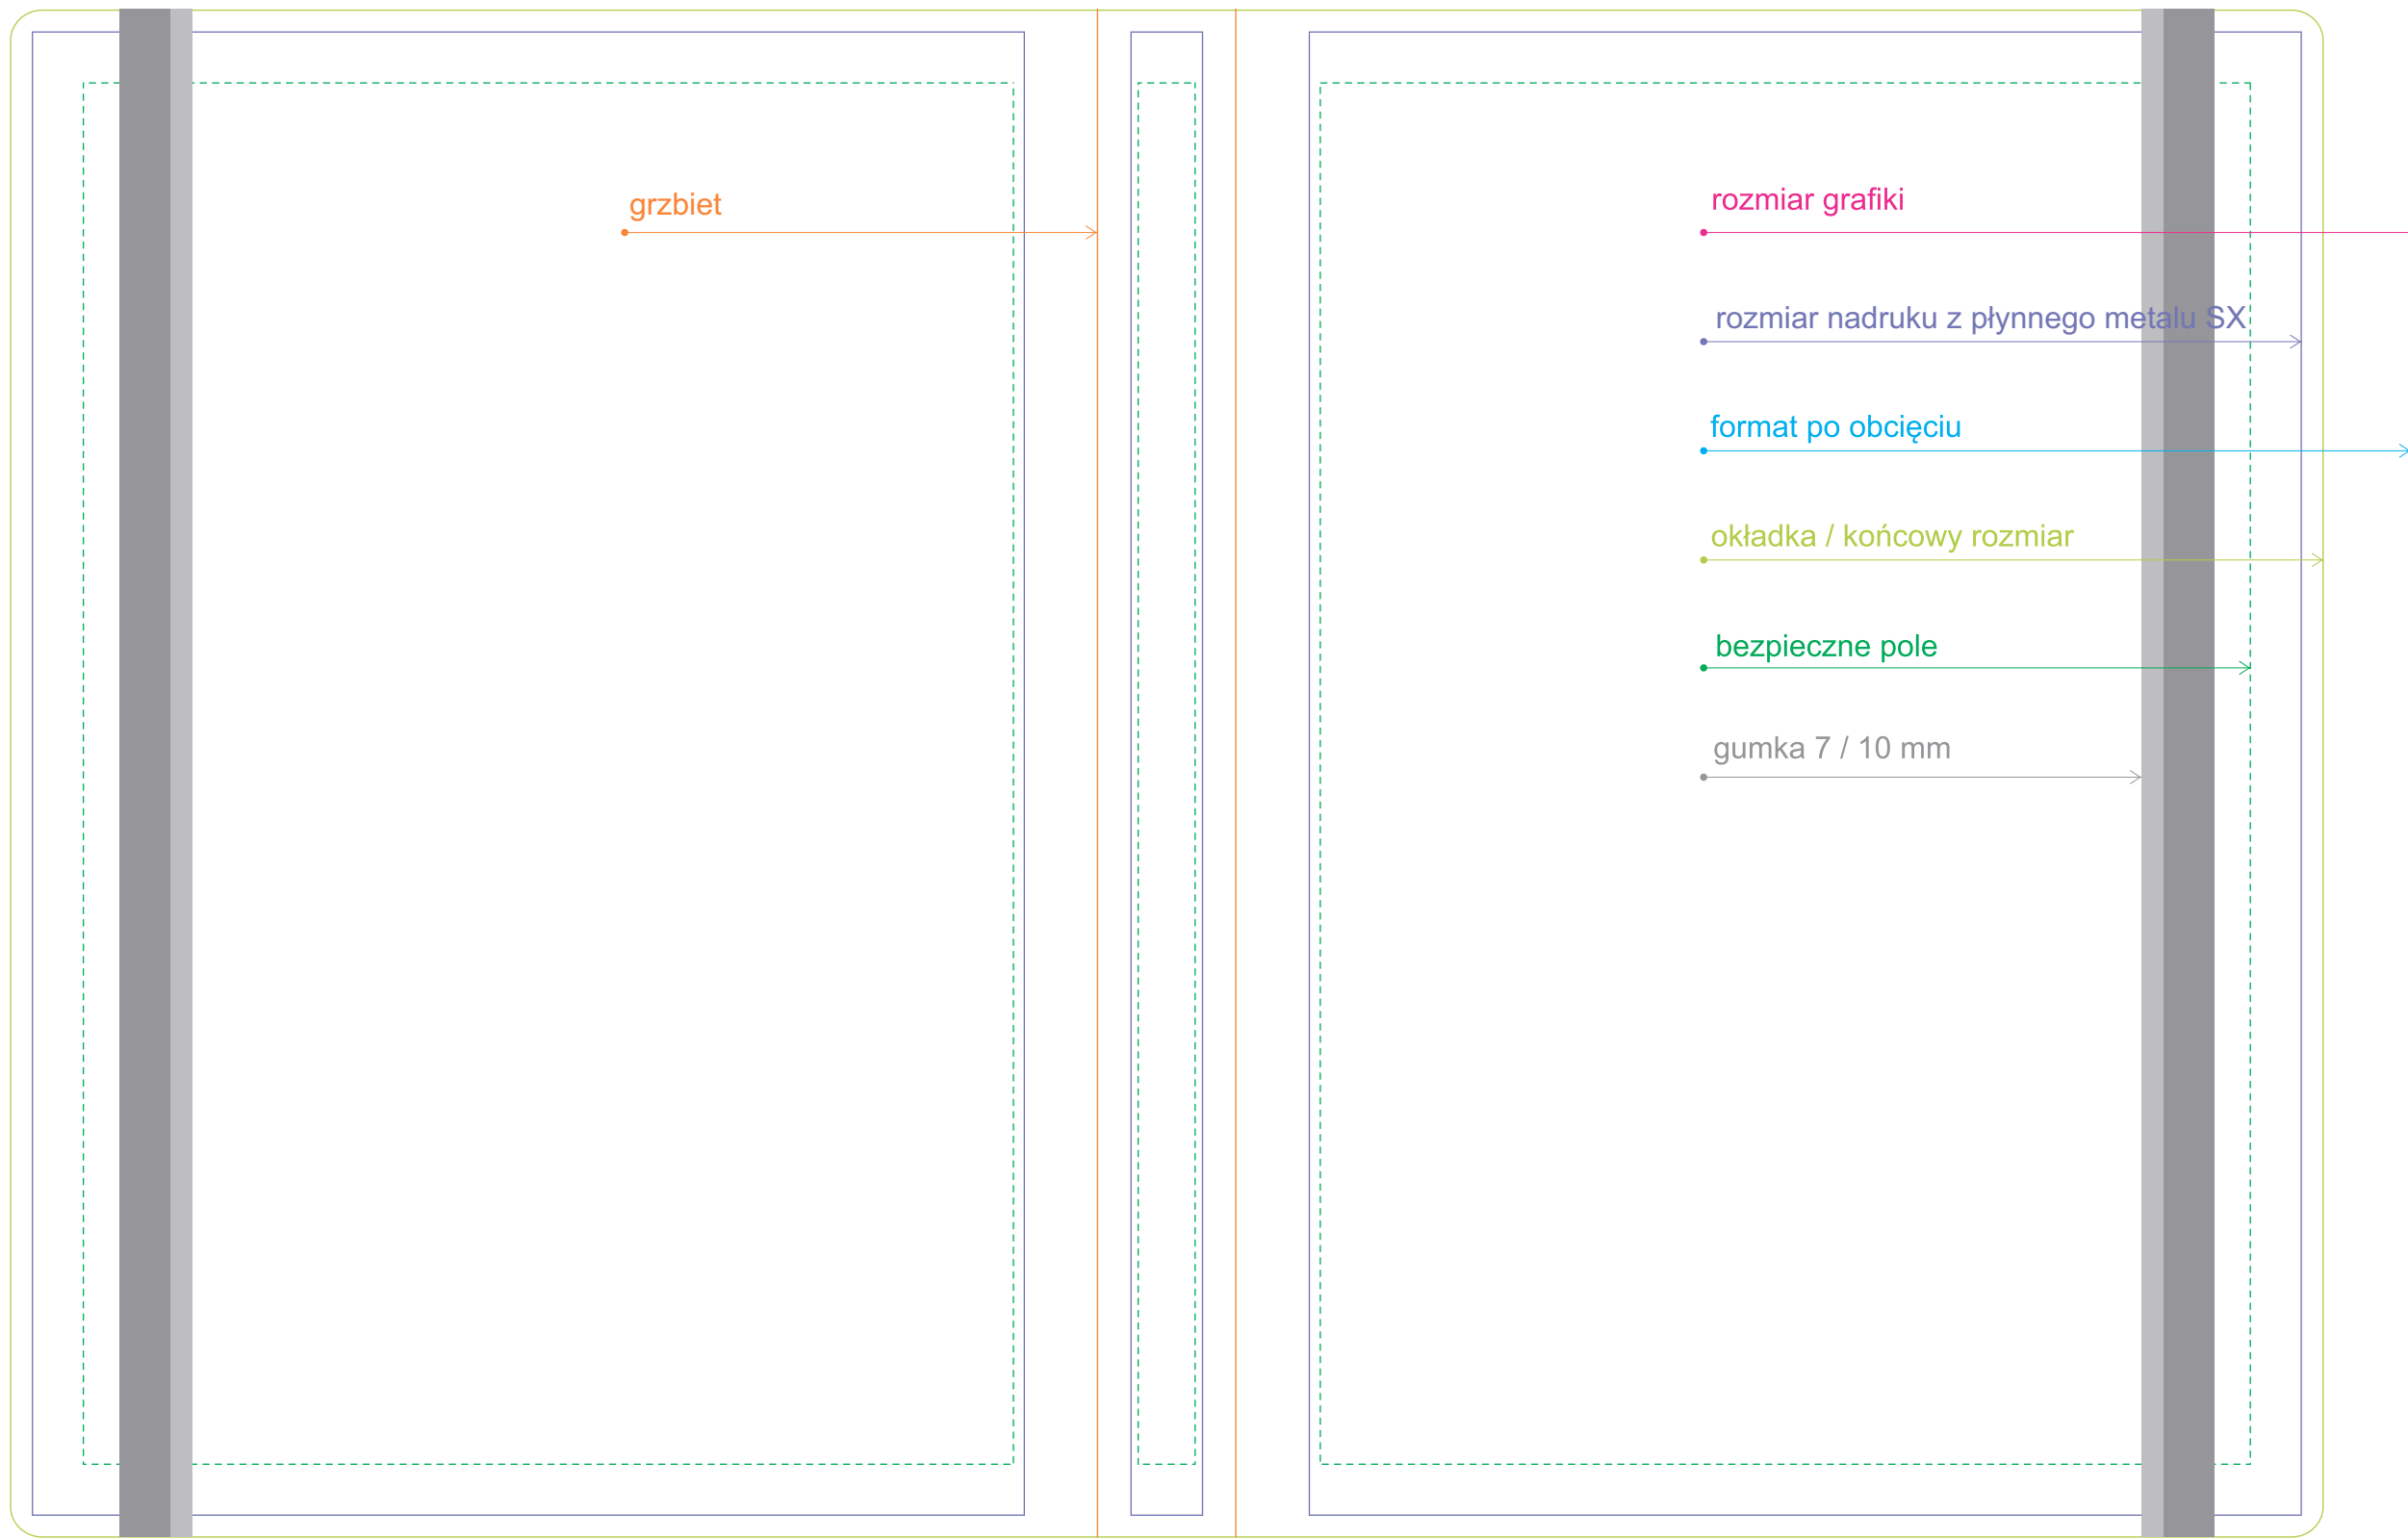 grzbiet
rozmiar grafiki
rozmiar nadruku z płynnego metalu SX
format po obcięciu
okładka / końcowy rozmiar
bezpieczne pole
gumka 7 / 10 mm